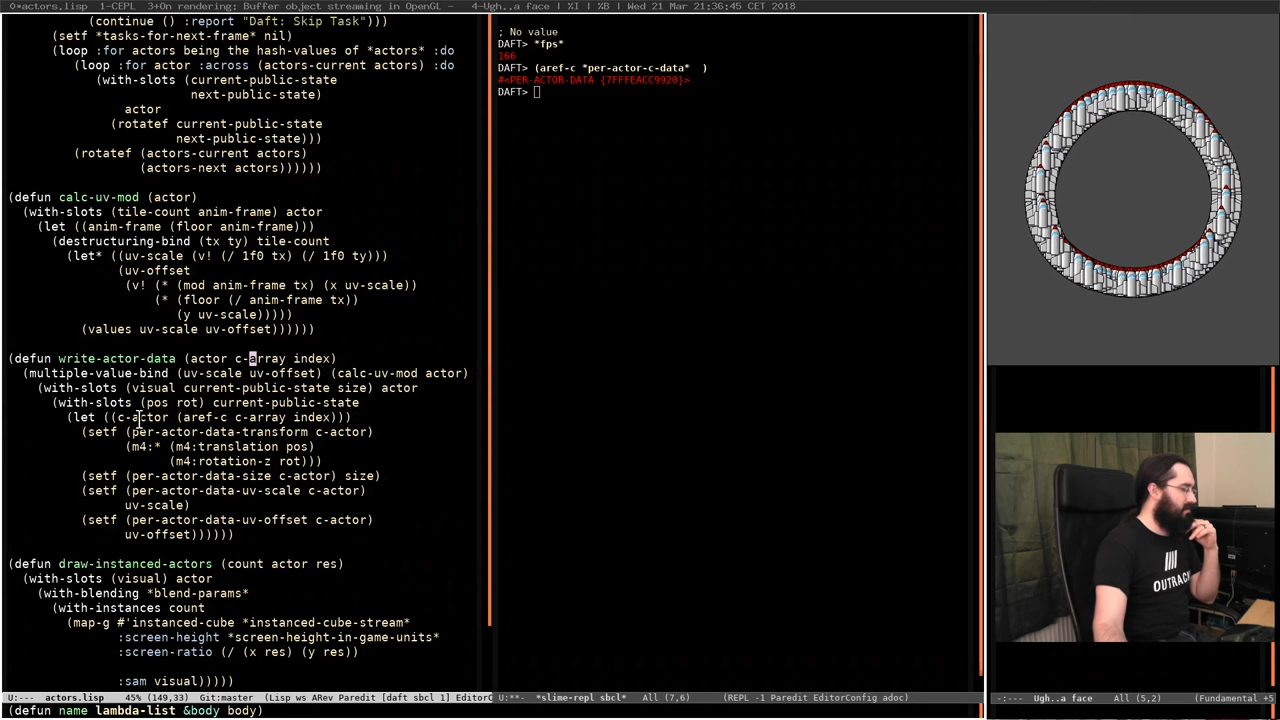 0*actors.lisp 1-CEPL 3+On rendering: Buffer object streaming in OpenGL - 4-Ugh..a face | XI | %B | Wed 21 Mar 21:36:45 CET 2018
(continue () :report "Daft: Skip Task")))
(setf *tasks-for-next-frame* nil)
(loop :for actors being the hash-values of *actors* :do
(loop :for actor :across (actors-current actors) :do
(with-slots (current-public-state
next-public-state)
actor
(rotatef current-public-state
next-public-state)))
(rotatef (actors-current actors)
(actors-next actors))))))
(defun calc-uv-mod (actor)
(with-slots (tile-count anim-frame) actor
(let ((anim-frame (floor anim-frame)))
(destructuring-bind (tx ty) tile-count
(let* ((uv-scale (v! (/ 1f0 tx) (/ 1f0 ty)))
(uv-offset
(v! (* (mod anim-frame tx) (x uv-scale))
(* (floor (/ anim-frame tx))
(y uv-scale)))))
(values uv-scale uv-offset))))))
(defun write-actor-data (actor c-array index)
(multiple-value-bind (uv-scale uv-offset) (calc-uv-mod actor)
(with-slots (visual current-public-state size) actor
(with-slots (pos rot) current-public-state
(let ((c-actor (aref-c c-array index)))
(setf (per-actor-data-transform c-actor)
(m4:* (m4:translation pos)
(m4:rotation-z rot)))
(setf (per-actor-data-size c-actor) size)
(setf (per-actor-data-uv-scale c-actor)
uv-scale)
(setf (per-actor-data-uv-offset c-actor)
uv-offset))))))
(defun draw-instanced-actors (count actor res)
(with-slots (visual) actor
(with-blending *blend-params*
(with-instances count
(map-g #'instanced-cube *instanced-cube-stream*
:screen-height *screen-height-in-game-units*
:screen-ratio (/ (x res) (y res))
:sam visual)))))
U:--- actors.lisp 45% (149,33) Git:master (Lisp ws ARev Paredit [daft sbcl 1] EditorC
(defun name lambda-list &body body)
; No value
DAFT> *fps*
166
DAFT> (aref-c *per-actor-c-data* )
#<PER-ACTOR-DATA {7FFFEACC9920}>
DAFT>
U:**- *slime-repl sbcl* All (7,6) (REPL -1 Paredit EditorConfig adoc)
OUTRACKS
-:--- Ugh..a face All (5,2) (Fundamental +5